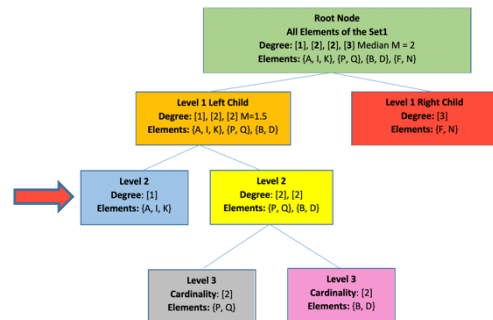 Root Node
All Elements of the Set1
Degree: [1], [2], [2], [3] Median M = 2
Elements: {A, I, K}, {P, Q}, {B, D}, {F, N}
Level 1 Left Child
Degree: [1], [2], [2] M=1.5
Elements: {A, I, K}, {P, Q}, {B, D}
Level 1 Right Child
Degree: [3]
Elements: {F, N}
Level 2
Degree: [1]
Elements: {A, I, K}
Level 2
Degree: [2], [2]
Elements: {P, Q}, {B, D}
Level 3
Cardinality: [2]
Elements: {P, Q}
Level 3
Cardinality: [2]
Elements: {B, D}